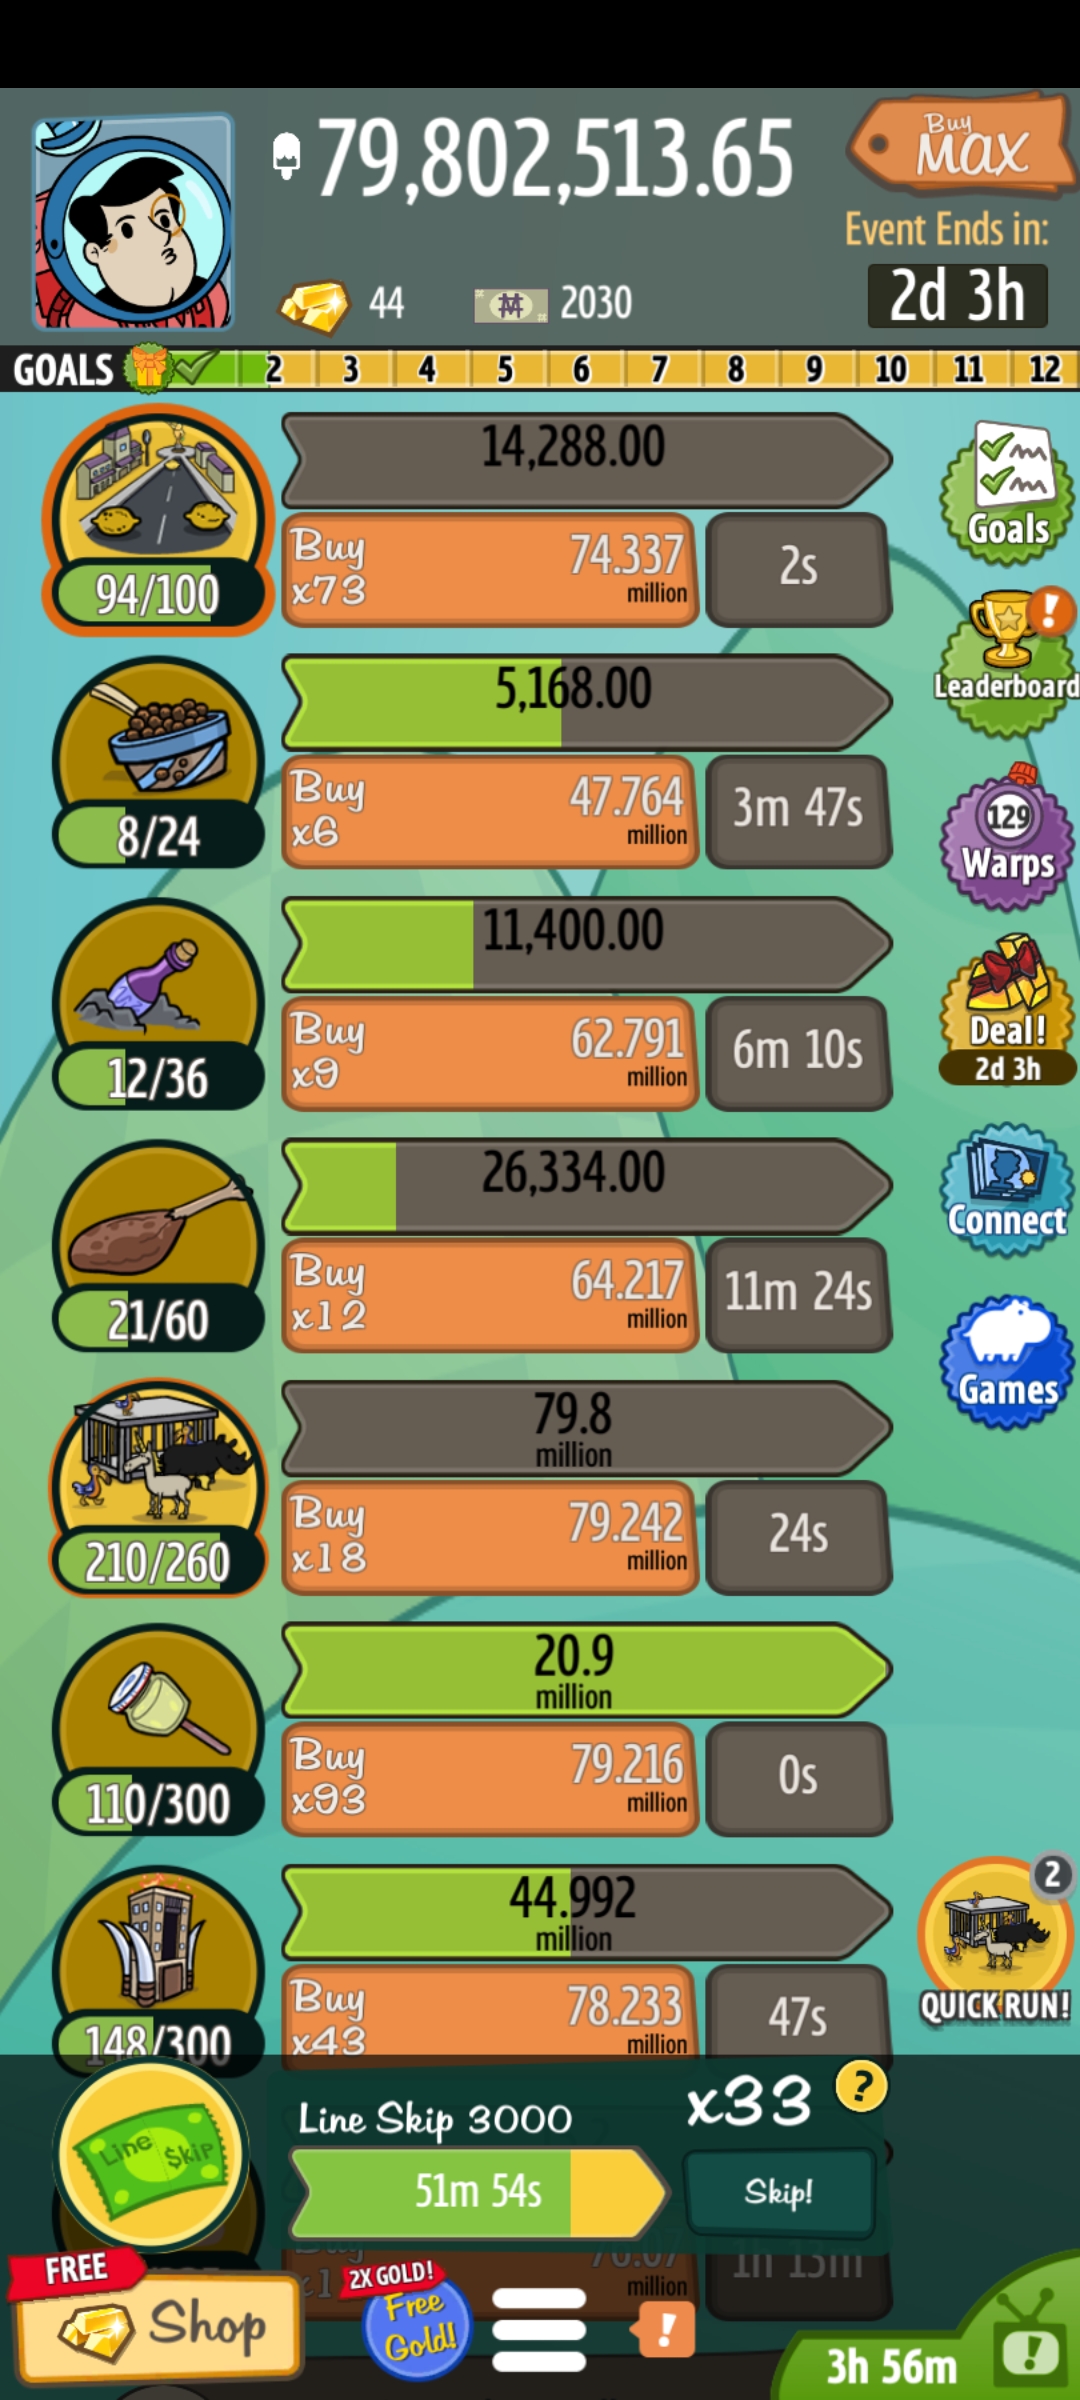 79,802,513.65
Buy
MAX
Event Ends in:
44
2030
2d 3h
GOALS 2 3 4 5 6 7 8 9 10 11 12
14,288.00
Buy
x73
74.337
million
2s
94/100
Goals
5,168.00
Buy
x6
47.764
million
3m 47s
8/24
Leaderboard
11,400.00
Buy
x9
62.791
million
6m 10s
12/36
129
Warps
26,334.00
Buy
x12
64.217
million
11m 24s
21/60
Deal!
2d 3h
79.8
million
Buy
x18
79.242
million
24s
210/260
Connect
20.9
million
Buy
x93
79.216
million
0s
110/300
Games
44.992
million
Buy
x43
78.233
million
47s
148/300
2
QUICK RUN!
Line Skip 3000
x33
?
Line $kip
51m 54s
Skip!
Buy
million
1h 13m
FREE
Shop
2X GOLD!
Free
Gold!
!
3h 56m